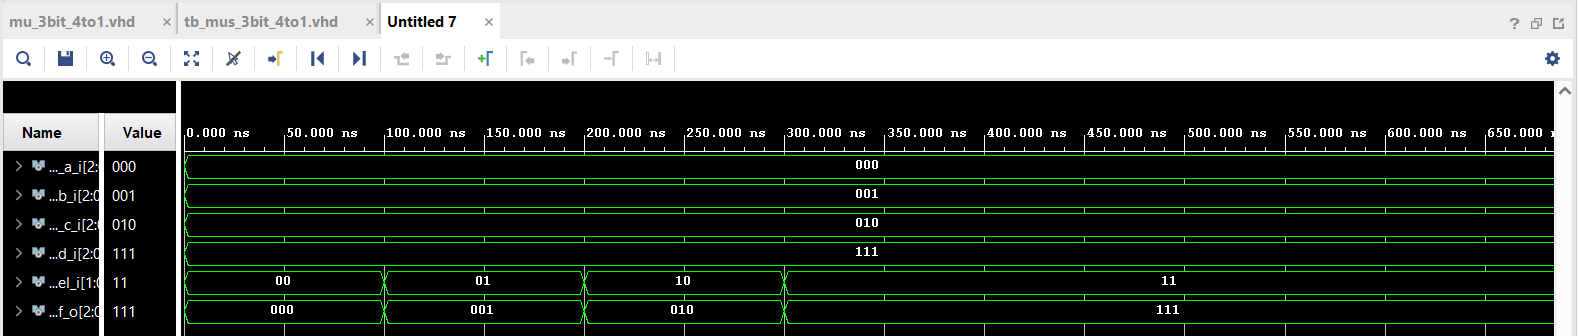 mu_3bit_4to1.vhd × tb_mus_3bit_4to1.vhd × Untitled 7 ×
?
Name Value 0.000 ns 50.000 ns 100.000 ns 150.000 ns 200.000 ns 250.000 ns 300.000 ns 350.000 ns 400.000 ns 450.000 ns 500.000 ns 550.000 ns 600.000 ns 650.000
..._a_i[2:0 000 000
...b_i[2:0 001 001
..._c_i[2:0 010 010
...d_i[2:0 111 111
...el_i[1:0 11 00 01 10 11
...f_o[2:0 111 000 001 010 111